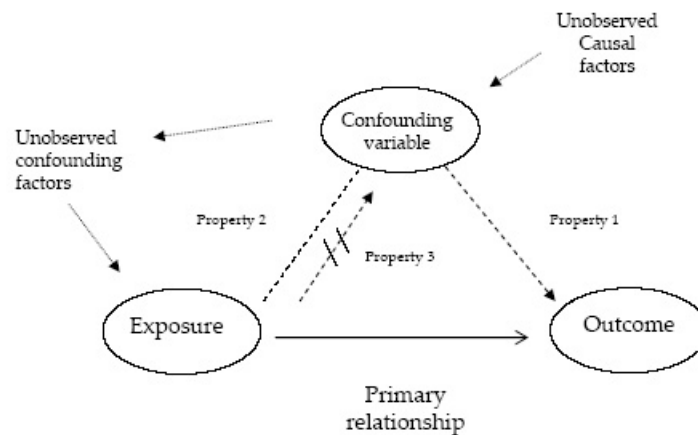 Unobserved
Causal
factors
Confounding
variable
Unobserved
confounding
factors
Property 2
Property 1
Property 3
Exposure
Outcome
Primary
relationship